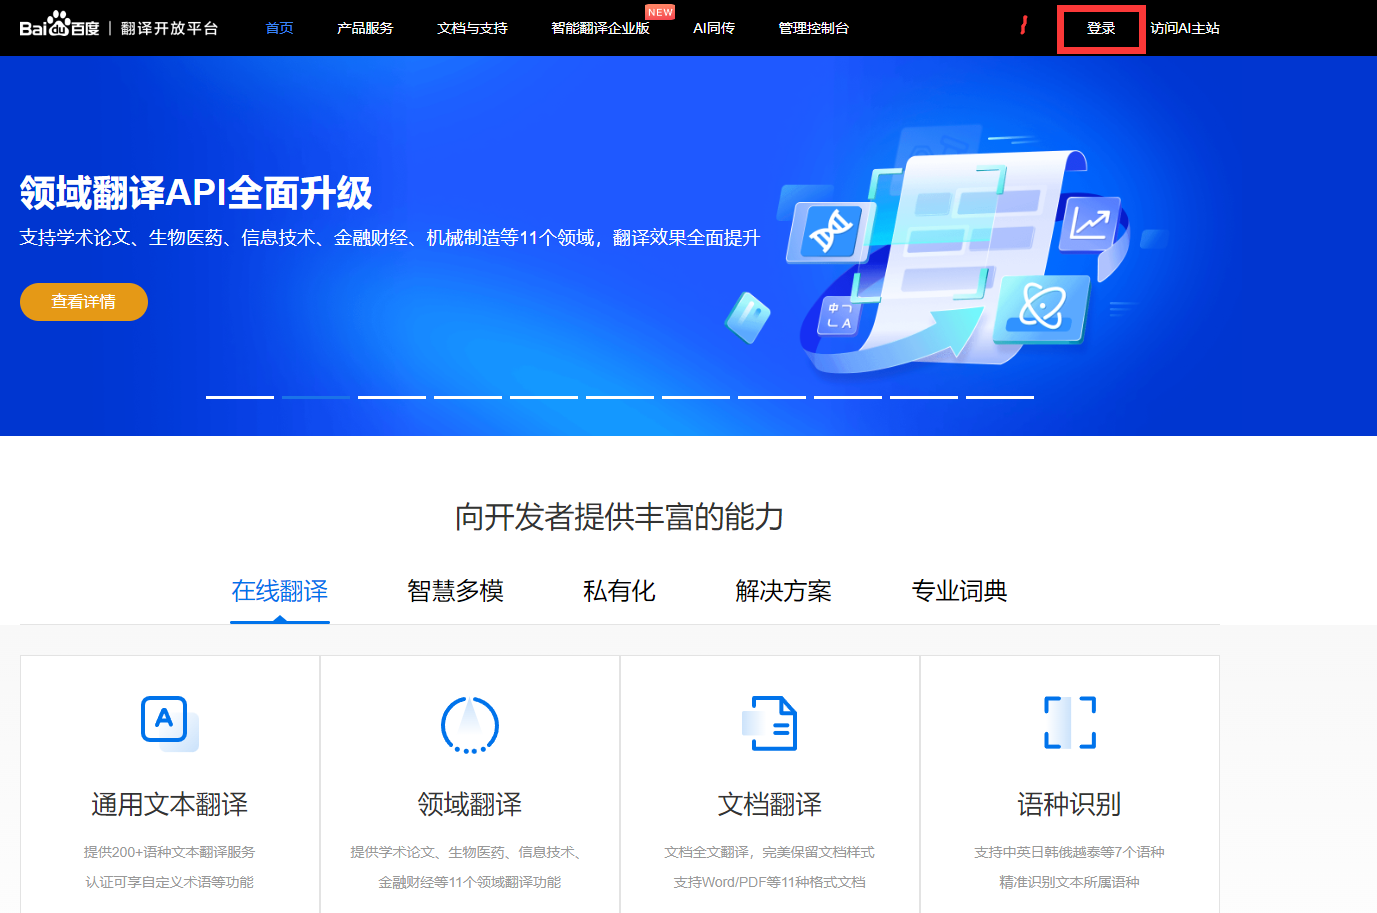 Bai百度 | 翻译开放平台
首页 产品服务 文档与支持 智能翻译企业版 NEW AI同传 管理控制台 登录 访问AI主站
领域翻译API全面升级
支持学术论文、生物医药、信息技术、金融财经、机械制造等11个领域，翻译效果全面提升
查看详情
中
A
向开发者提供丰富的能力
在线翻译 智慧多模 私有化 解决方案 专业词典
A
通用文本翻译 领域翻译 文档翻译 语种识别
提供200+语种文本翻译服务 提供学术论文、生物医药、信息技术、 文档全文翻译，完美保留文档样式 支持中英日韩俄越泰等7个语种
认证可享自定义术语等功能 金融财经等11个领域翻译功能 支持Word/PDF等11种格式文档 精准识别文本所属语种